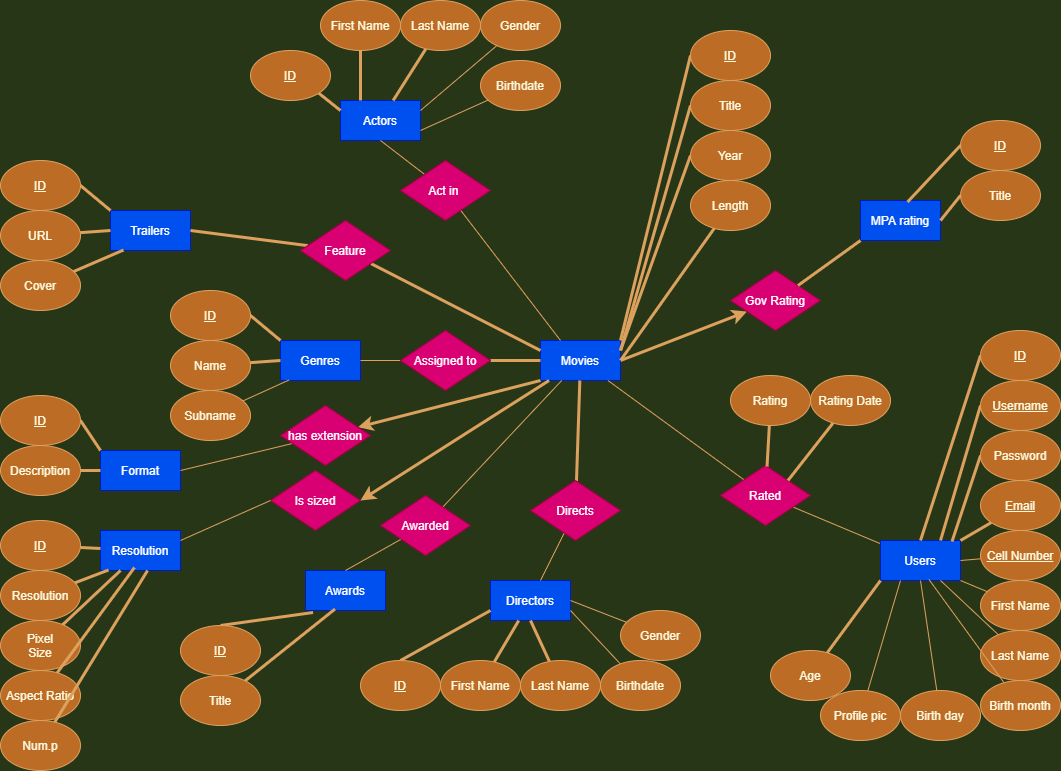 First Name
Last Name
Gender
ID
Birthdate
Actors
ID
Title
Year
Length
ID
Title
MPA rating
Act in
ID
URL
Cover
Trailers
Feature
Gov Rating
ID
Name
Subname
Genres
Assigned to
Movies
ID
Description
Format
has extension
Is sized
Rating
Rating Date
Rated
ID
Username
Password
Email
Cell Number
First Name
Last Name
Birth month
Users
Age
Profile pic
Birth day
ID
Resolution
Pixel
Size
Aspect Ratio
Num.p
Resolution
Awarded
Directs
Awards
ID
Title
Directors
ID
First Name
Last Name
Birthdate
Gender